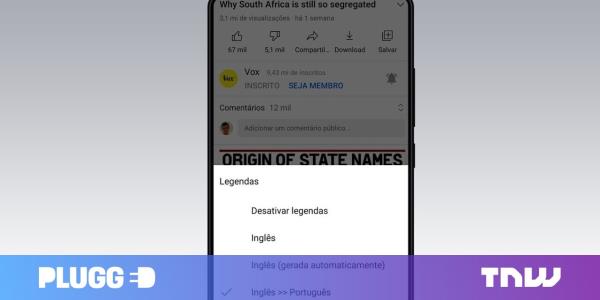 Why South Africa is still so segregated
3,1 mi de visualizações · há 1 semana
67 mil
5,1 mil
Compartil...
Download
Salvar
Vox
Vox 9,43 mi de inscritos
INSCRITO SEJA MEMBRO
Comentários 12 mil
Adicionar um comentário público...
ORIGIN OF STATE NAMES
Legendas
Desativar legendas
Inglês
Inglês (gerada automaticamente)
Inglês >> Português
PLUGGED
TNW